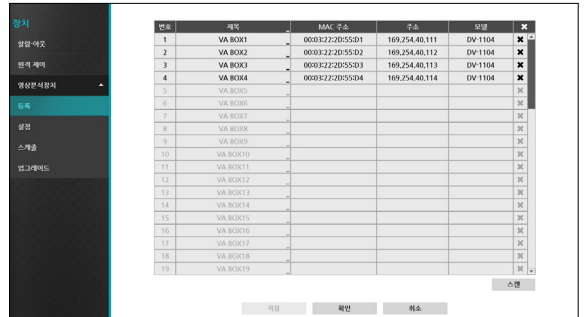 장치
알람-아웃
원격 제어
영상분석장치
등록
설정
스케줄
업그레이드
번호 제목 MAC 주소 주소 모델 ✖
1 VA BOX1 00:03:22:2D:55:D1 169,254,40,111 DV-1104 ✖
2 VA BOX2 00:03:22:2D:55:D2 169,254,40,112 DV-1104 ✖
3 VA BOX3 00:03:22:2D:55:D3 169,254,40,113 DV-1104 ✖
4 VA BOX4 00:03:22:2D:55:D4 169,254,40,114 DV-1104 ✖
5 VA BOX5 ✖
6 VA BOX6 ✖
7 VA BOX7 ✖
8 VA BOX8 ✖
9 VA BOX9 ✖
10 VA BOX10 ✖
11 VA BOX11 ✖
12 VA BOX12 ✖
13 VA BOX13 ✖
14 VA BOX14 ✖
15 VA BOX15 ✖
16 VA BOX16 ✖
17 VA BOX17 ✖
18 VA BOX18 ✖
19 VA BOX19 ✖
스캔
적용 확인 취소